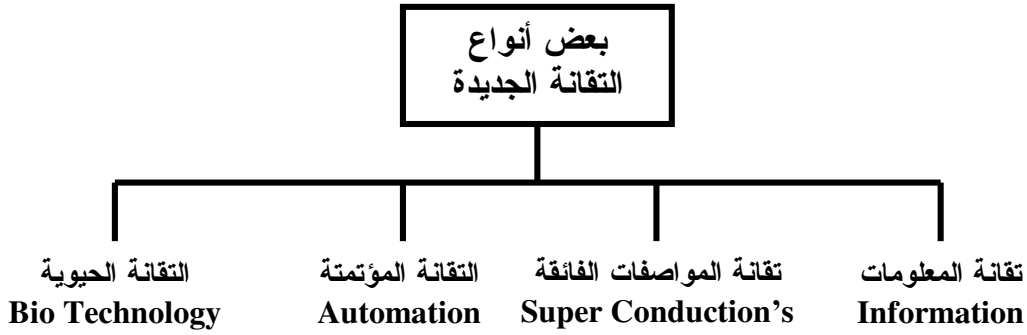 بعض أنواع
التقانة الجديدة
تقانة المعلومات
Information
تقانة المواصفات الفائقة
Super Conduction's
التقانة المؤتمتة
Automation
التقانة الحيوية
Bio Technology